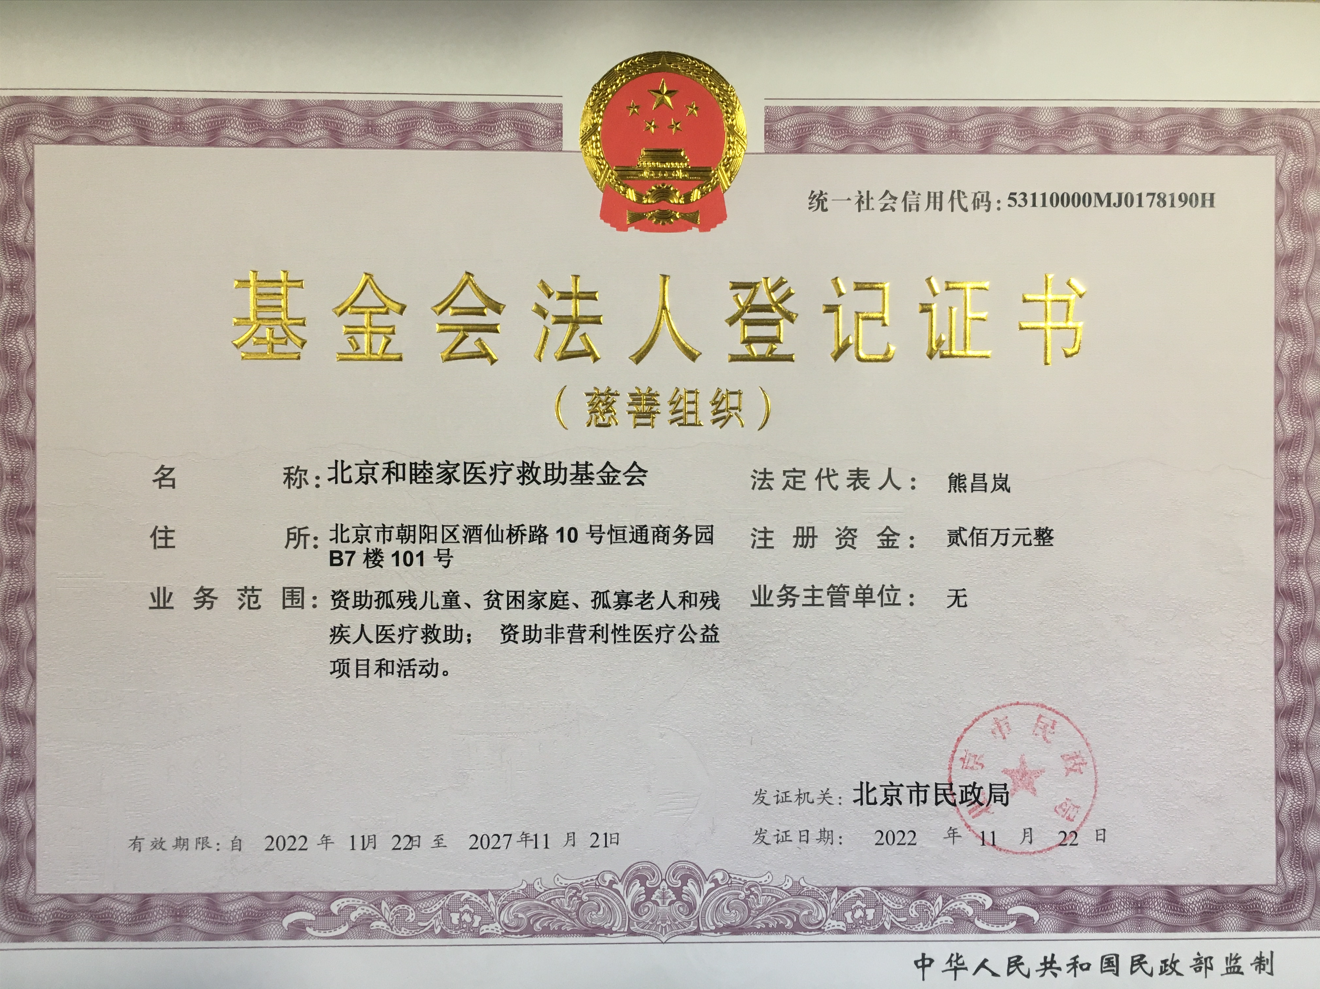 统一社会信用代码:53110000MJ0178190H
基金会法人登记证书
(慈善组织)
名称:北京和睦家医疗救助基金会
法定代表人:熊昌岚
住所:北京市朝阳区酒仙桥路 10 号恒通商务园
B7 楼 101 号
注册资金:贰佰万元整
业务范围:资助孤残儿童、贫困家庭、孤寡老人和残
疾人医疗救助; 资助非营利性医疗公益
项目和活动。
业务主管单位:无
北京市民政局
发证机关:北京市民政局
发证日期: 2022 年 11 月 22 日
有效期限:自 2022 年 11月 22日 至 2027年11 月 21日
中华人民共和国民政部监制